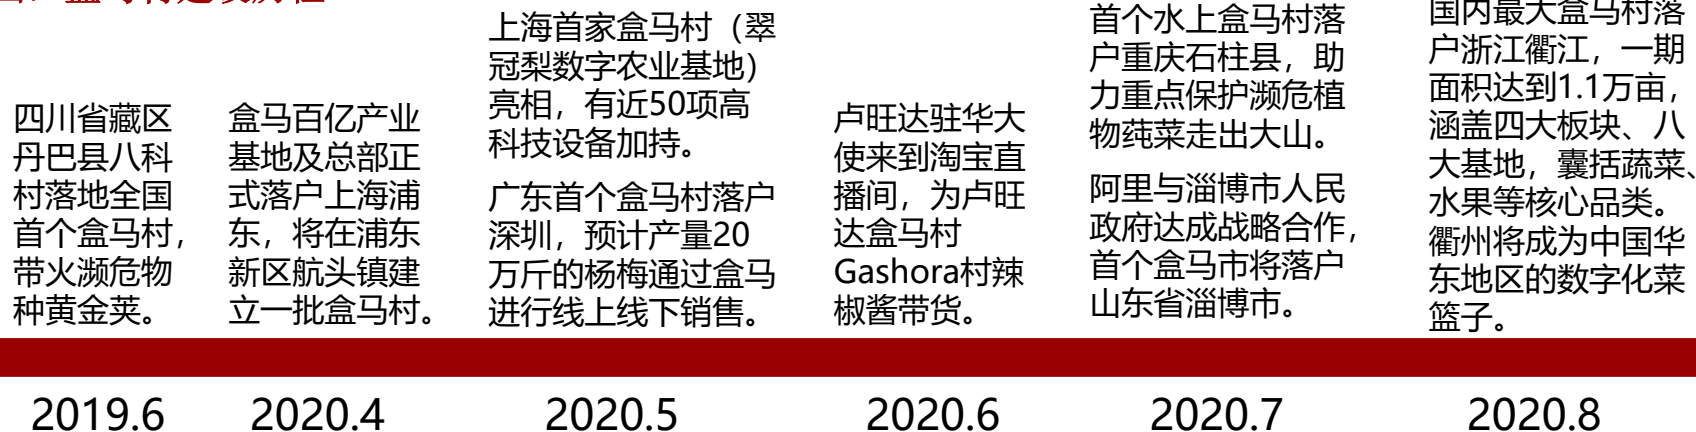 四川省藏区
丹巴县八科
村落地全国
首个盒马村，
带火濒危物
种黄金荚。
盒马百亿产业
基地及总部正
式落户上海浦
东，将在浦东
新区航头镇建
立一批盒马村。
上海首家盒马村（翠
冠梨数字农业基地）
亮相，有近50项高
科技设备加持。
广东首个盒马村落户
深圳，预计产量20
万斤的杨梅通过盒马
进行线上线下销售。
卢旺达驻华大
使来到淘宝直
播间，为卢旺
达盒马村
Gashora村辣
椒酱带货。
首个水上盒马村落
户重庆石柱县，助
力重点保护濒危植
物莼菜走出大山。
阿里与淄博市人民
政府达成战略合作，
首个盒马市将落户
山东省淄博市。
国内最大盒马村落
户浙江衢江，一期
面积达到1.1万亩，
涵盖四大板块、八
大基地，囊括蔬菜、
水果等核心品类。
衢州将成为中国华
东地区的数字化菜
篮子。
2019.6
2020.4
2020.5
2020.6
2020.7
2020.8